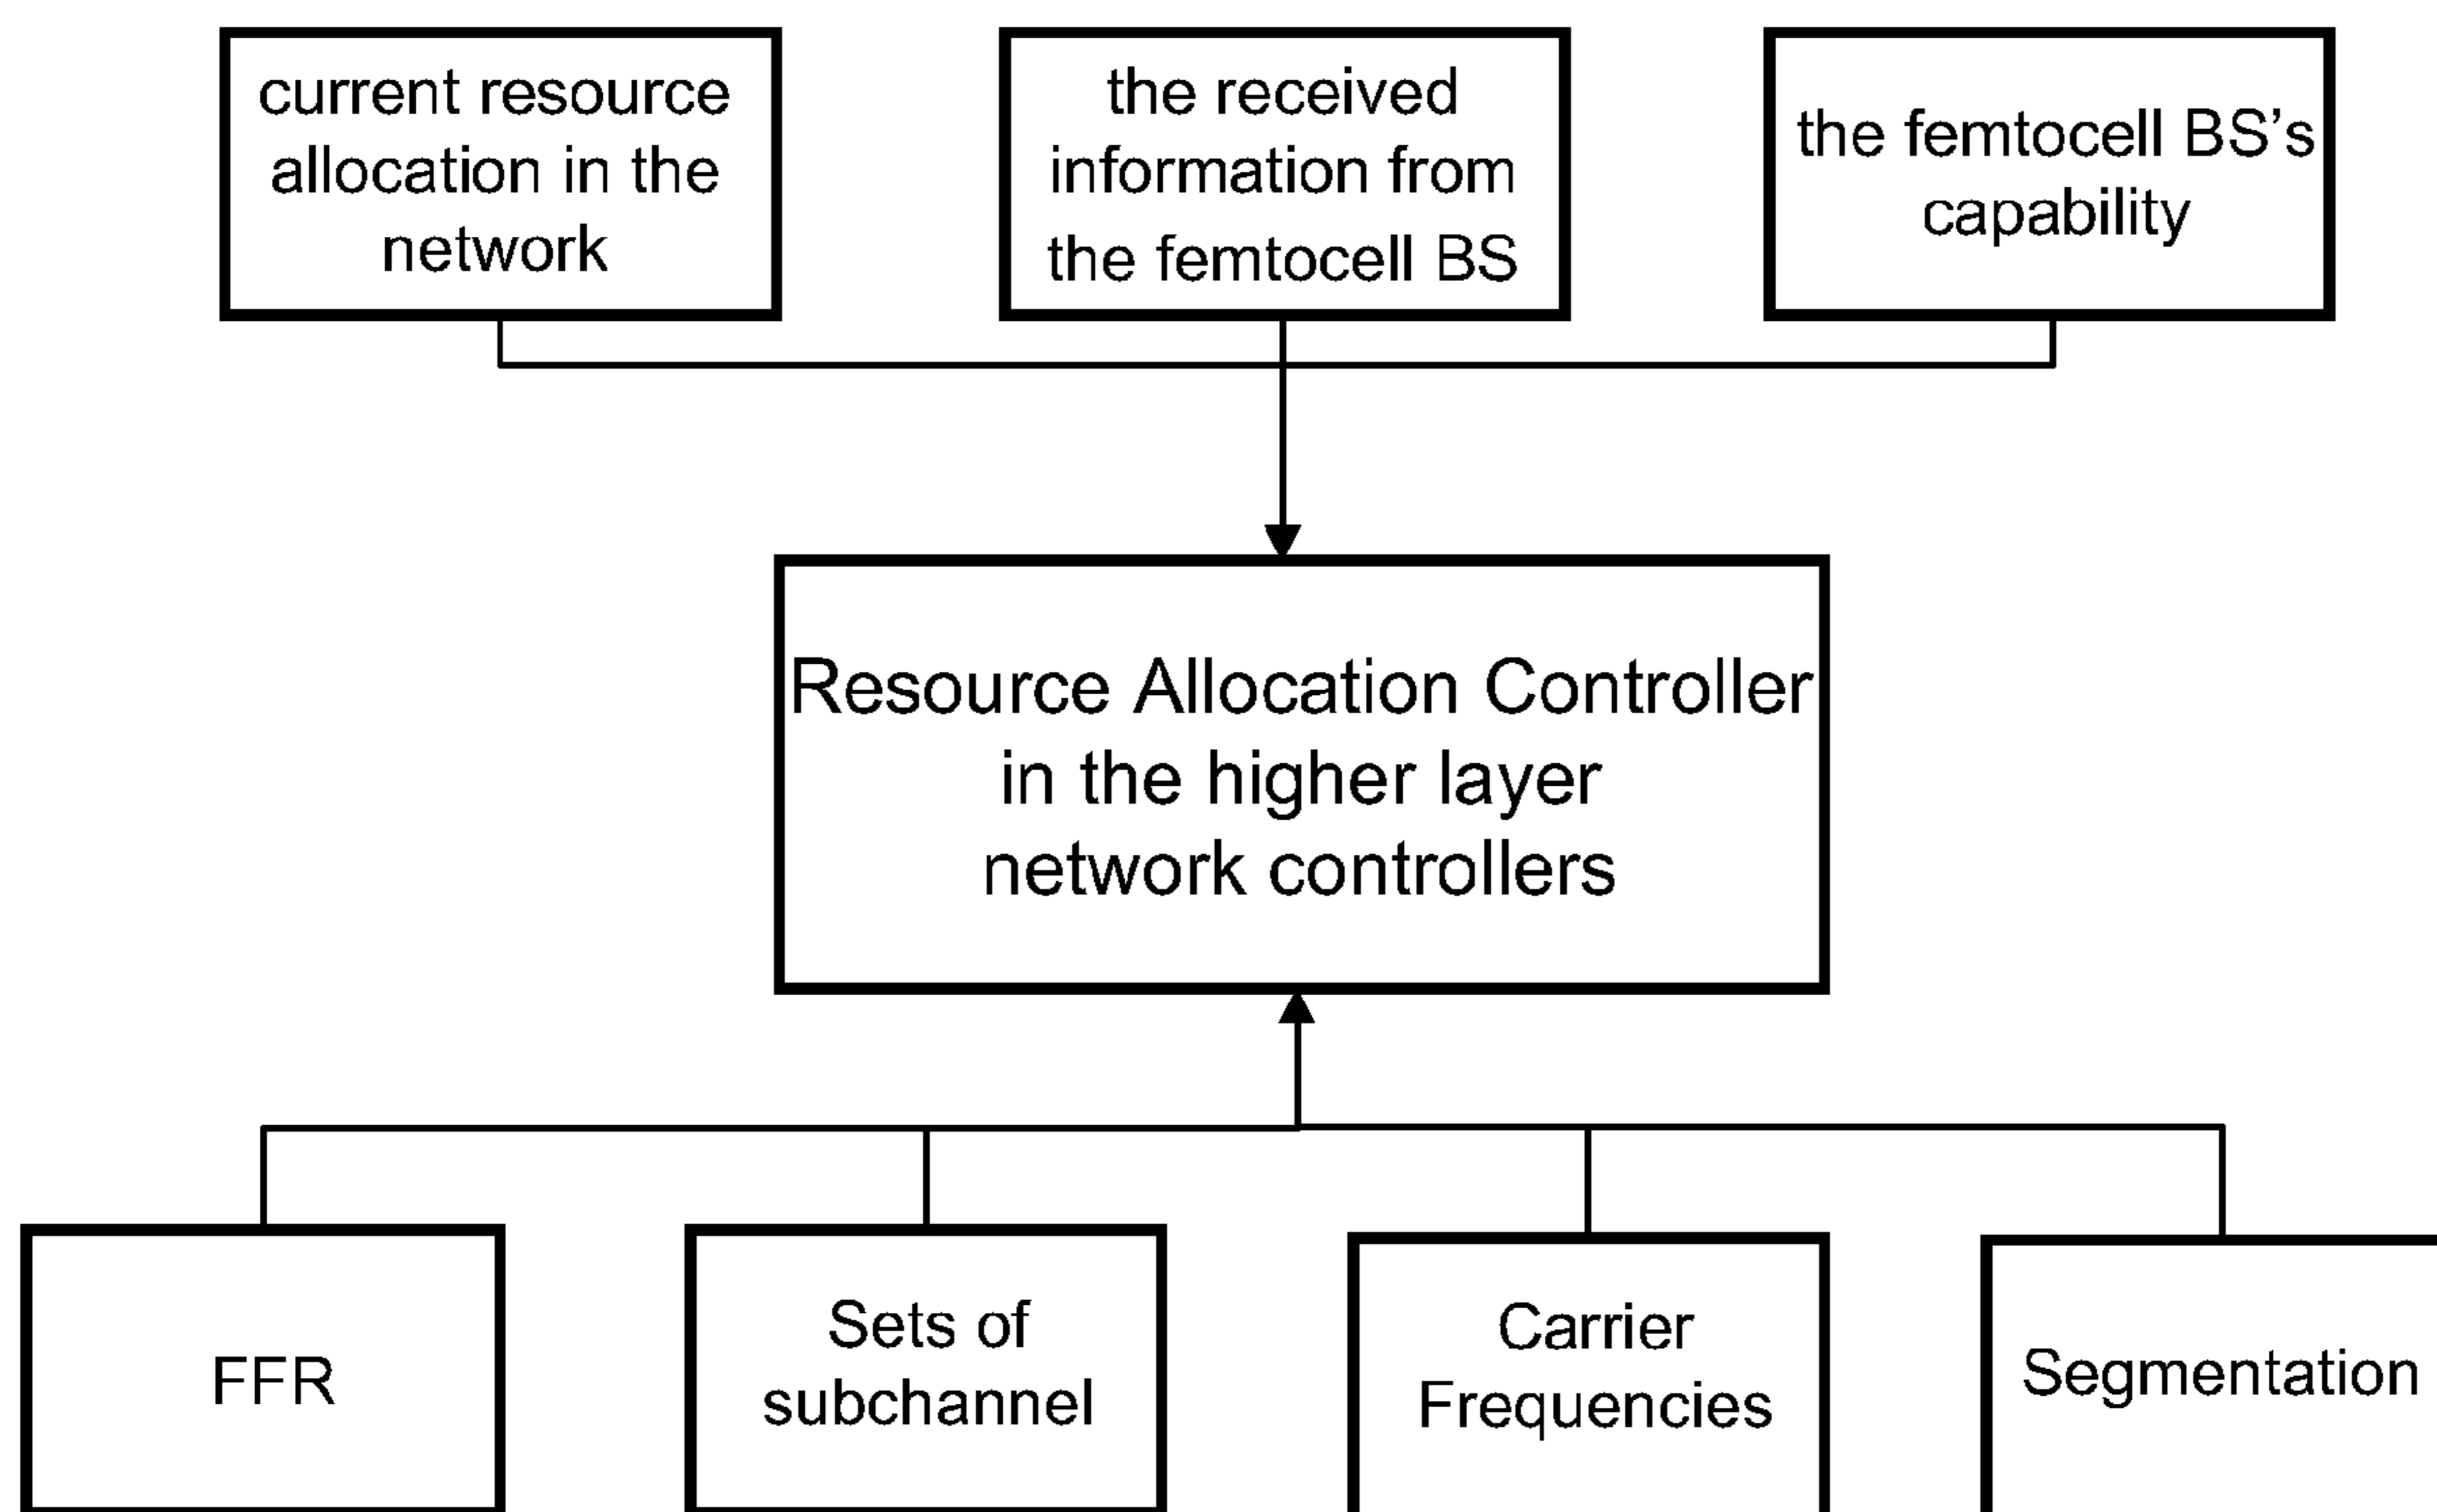 current resource
allocation in the
network
the received
information from
the femtocell BS
the femtocell BS’s
capability
Resource Allocation Controller
in the higher layer
network controllers
FFR
Sets of
subchannel
Carrier
Frequencies
Segmentation